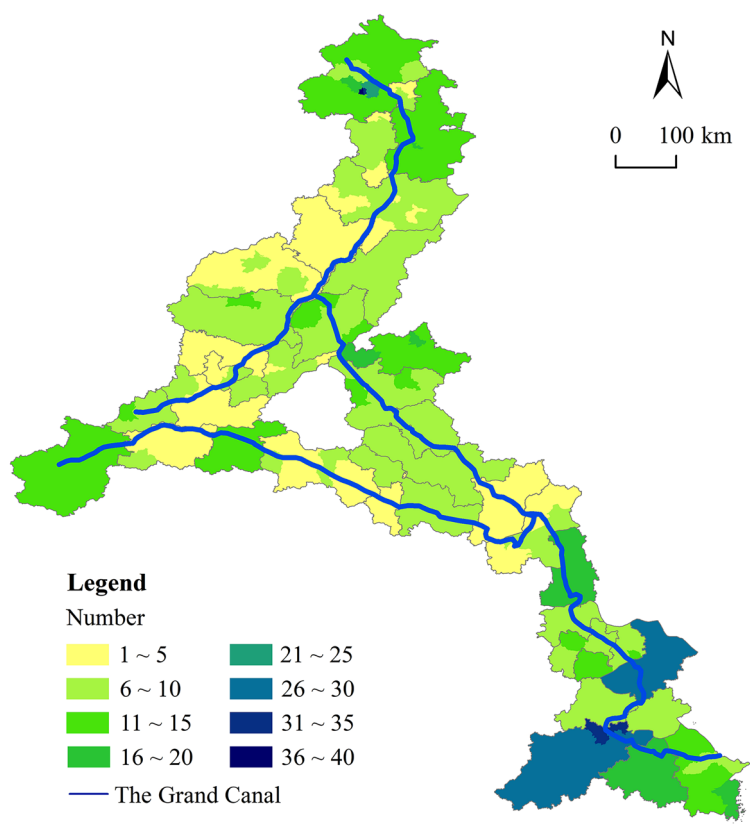 N
0 100 km
Legend
Number
1 ~ 5 21 ~ 25
6 ~ 10 26 ~ 30
11 ~ 15 31 ~ 35
16 ~ 20 36 ~ 40
The Grand Canal